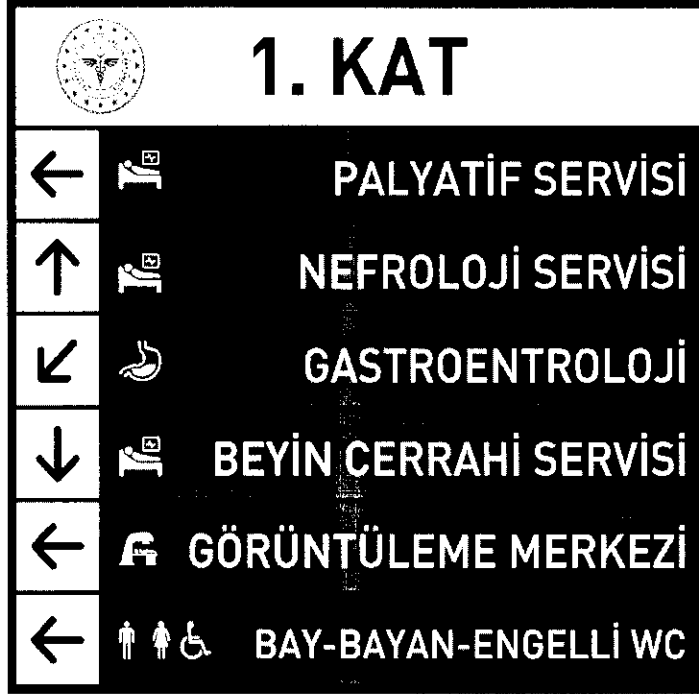 1. KAT
PALYATİF SERVİSİ
NEFROLOJİ SERVİSİ
GASTROENTROLOJİ
BEYİN CERRAHİ SERVİSİ
GÖRÜNTÜLEME MERKEZİ
BAY-BAYAN-ENGELLİ WC